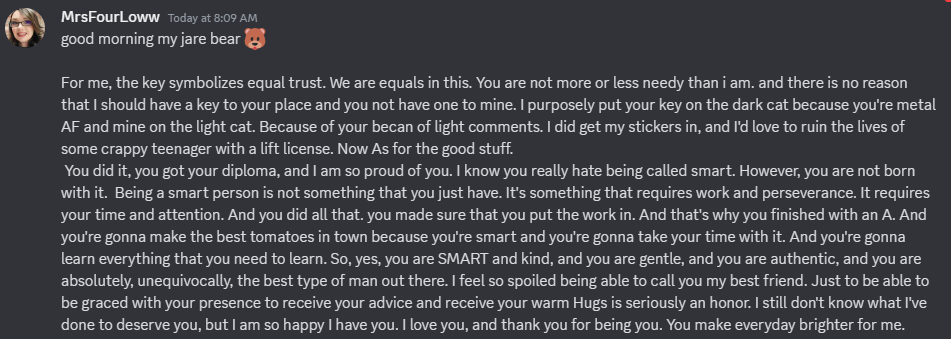 MrsFourLoww Today at 8:09 AM
good morning my jare bear 🐻
For me, the key symbolizes equal trust. We are equals in this. You are not more or less needy than i am. and there is no reason
that I should have a key to your place and you not have one to mine. I purposely put your key on the dark cat because you're metal
AF and mine on the light cat. Because of your becan of light comments. I did get my stickers in, and I'd love to ruin the lives of
some crappy teenager with a lift license. Now As for the good stuff.
You did it, you got your diploma, and I am so proud of you. I know you really hate being called smart. However, you are not born
with it. Being a smart person is not something that you just have. It's something that requires work and perseverance. It requires
your time and attention. And you did all that. you made sure that you put the work in. And that's why you finished with an A. And
you're gonna make the best tomatoes in town because you're smart and you're gonna take your time with it. And you're gonna
learn everything that you need to learn. So, yes, you are SMART and kind, and you are gentle, and you are authentic, and you are
absolutely, unequivocally, the best type of man out there. I feel so spoiled being able to call you my best friend. Just to be able to
be graced with your presence to receive your advice and receive your warm Hugs is seriously an honor. I still don't know what I've
done to deserve you, but I am so happy I have you. I love you, and thank you for being you. You make everyday brighter for me.